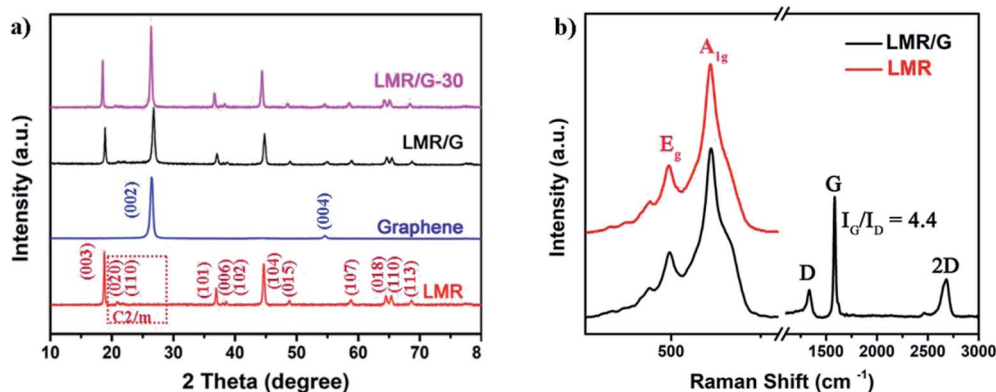 a)
Intensity (a.u.)
LMR/G-30
LMR/G
(002)
Graphene
(004)
(003)
(020)
(110)
C2/m
(101)
(006)
(102)
(104)
(015)
(107)
(018)
(110)
(113)
LMR
10 20 30 40 50 60 70 8
2 Theta (degree)
b)
Intensity (a.u.)
LMR/G
LMR
A1g
Eg
D
G
IG/ID = 4.4
2D
500 1500 2000 2500 3000
Raman Shift (cm -1)